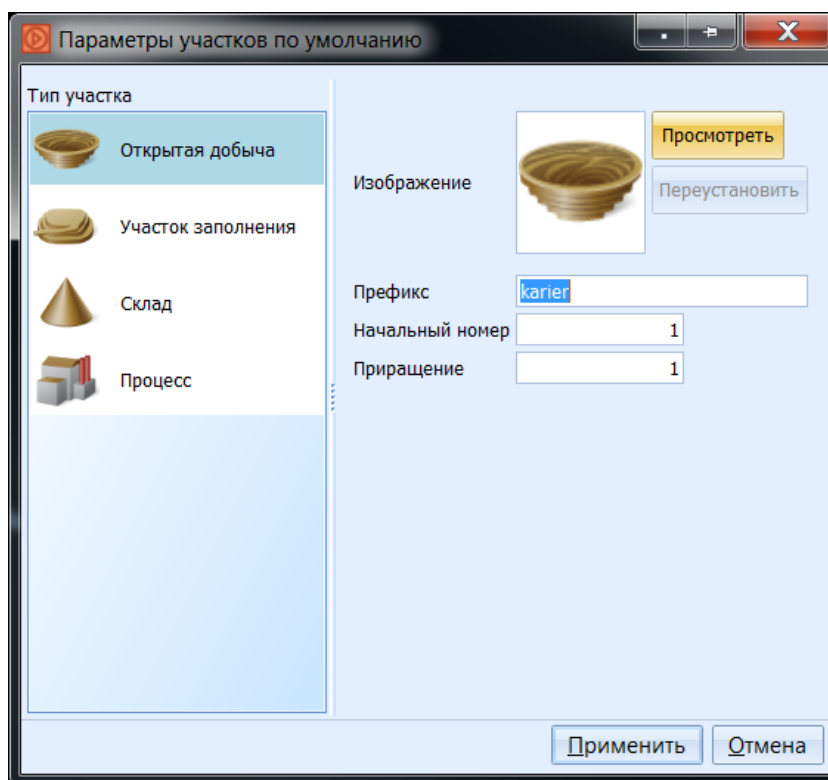 Параметры участков по умолчанию
Тип участка
Открытая добыча
Участок заполнения
Склад
Процесс
Изображение
Просмотреть
Переустановить
Префикс karier
Начальный номер 1
Приращение 1
Применить Отмена